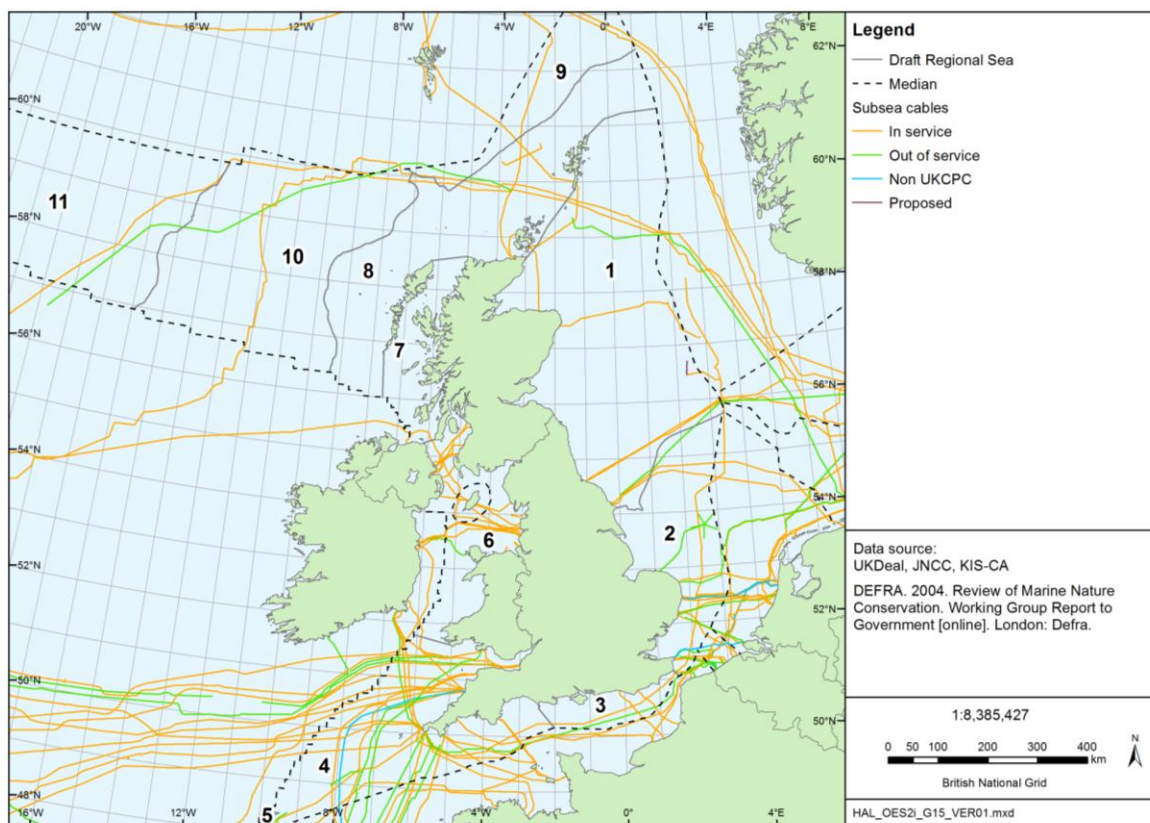 20°W 16°W 12°W 8°W 4°W 0° 4°E 8°E
62°N
9
60°N
60°N
11
58°N
10
8
1
58°N
56°N
7
56°N
54°N
54°N
2
6
52°N
52°N
50°N
3
50°N
4
48°N
5
16°W 12°W 8°W 4°W 0° 4°E
Legend
Draft Regional Sea
Median
Subsea cables
In service
Out of service
Non UKCPC
Proposed
Data source:
UKDeal, JNCC, KIS-CA
DEFRA. 2004. Review of Marine Nature
Conservation. Working Group Report to
Government [online]. London: Defra.
1:8,385,427
0 50 100 200 300 400
km
N
British National Grid
HAL_OES2i_G15_VER01.mxd